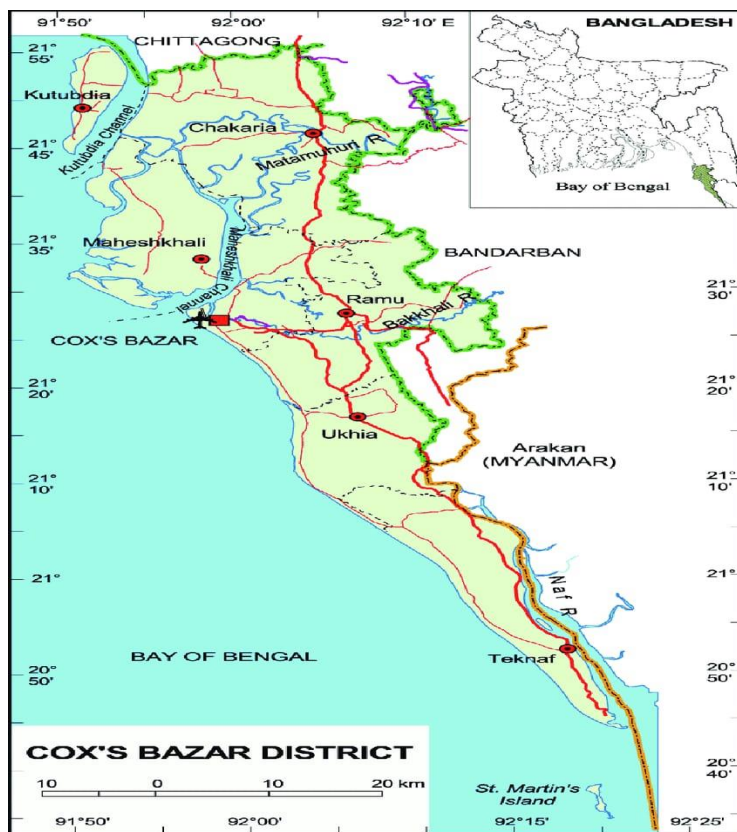 91°50' 92°00' 92°10' E
BANGLADESH
Bay of Bengal
21°
55'
CHITTAGONG
Kutubdia
Kutubdia Channel
Chakaria
Matamuhuri R
21°
45'
21°
35'
Maheshkhali
Maheshkhali Channel
BANDARBAN
21°
30'
Ramu
Bakkhali R
COX'S BAZAR
21°
20'
21°
20'
Ukhia
Arakan
(MYANMAR)
21°
10'
21°
10'
21°
21°
Naf R
BAY OF BENGAL
Teknaf
20°
50'
20°
50'
COX'S BAZAR DISTRICT
10 0 10 20 km
20°
40'
St. Martin's
Island
91°50' 92°00' 92°15' 92°25'